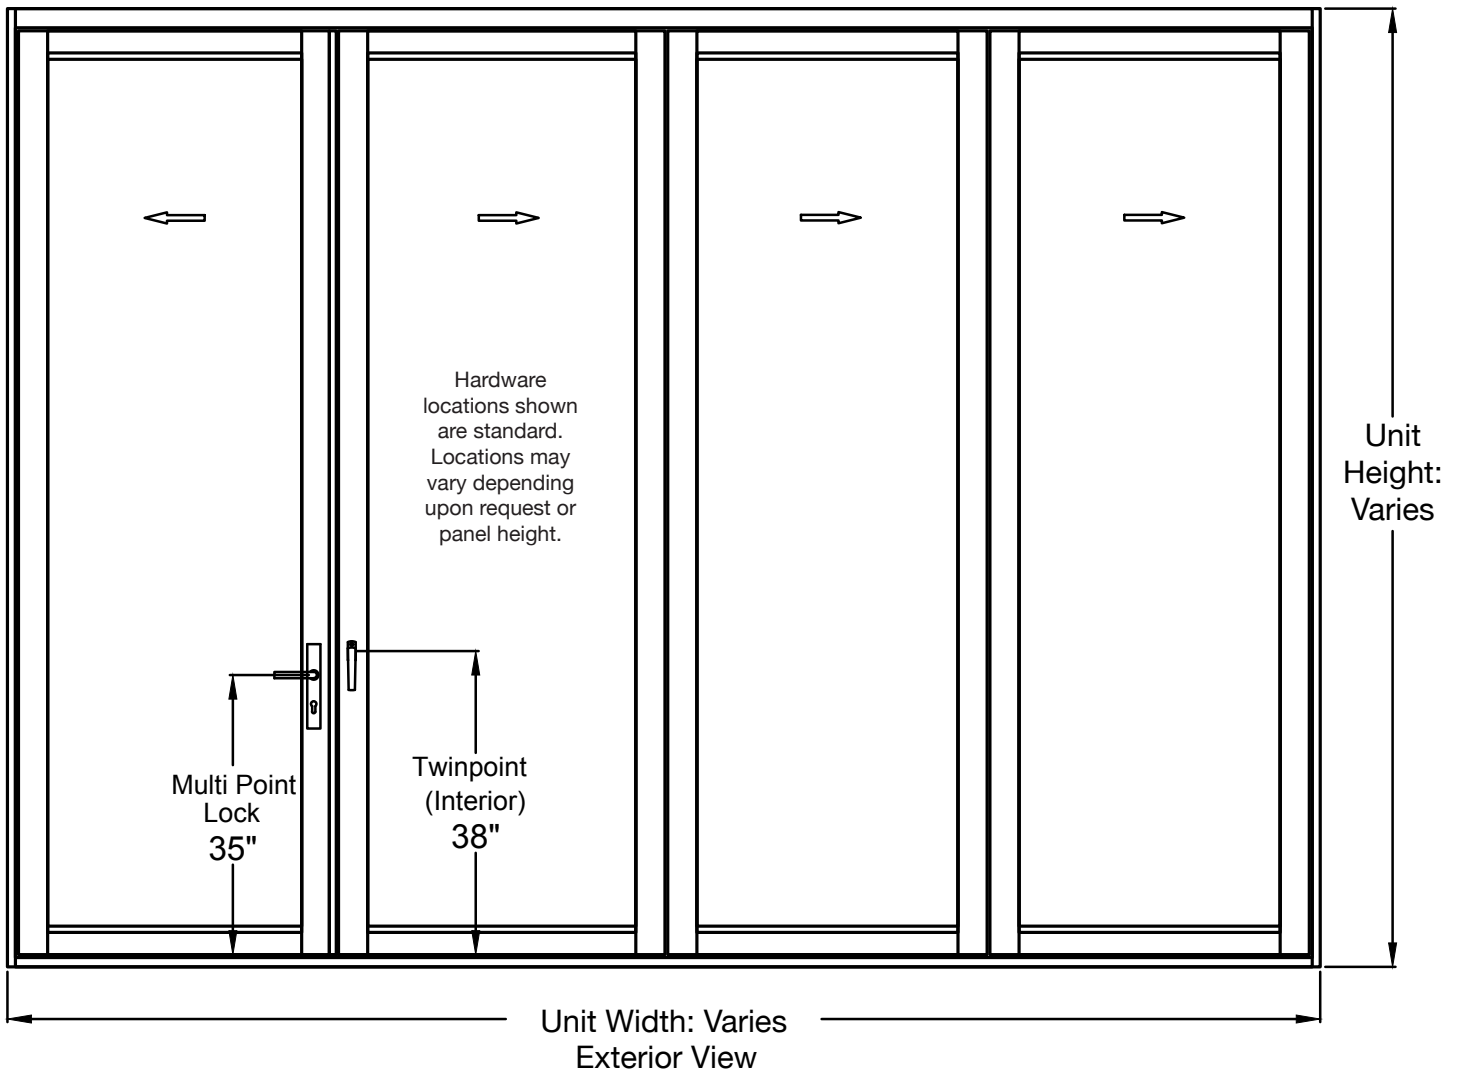 Hardware
locations shown
are standard.
Locations may
vary depending
upon request or
panel height.
Unit
Height:
Varies
Multi Point
Lock
35"
Twinpoint
(Interior)
38"
Unit Width: Varies
Exterior View